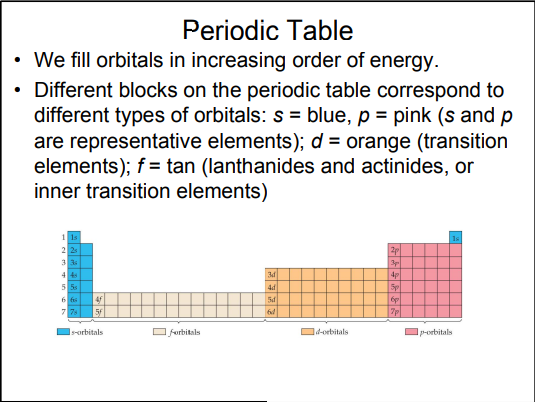 Periodic Table
• We fill orbitals in increasing order of energy.
• Different blocks on the periodic table correspond to
different types of orbitals: s = blue, p = pink (s and p
are representative elements); d = orange (transition
elements); f = tan (lanthanides and actinides, or
inner transition elements)
1 1s 1s
2 2s 2p
3 3s 3p
4 4s 3d 4p
5 5s 4d 5p
6 6s 4f 5d 6p
7 7s 5f 6d 7p
s-orbitals f-orbitals d-orbitals p-orbitals